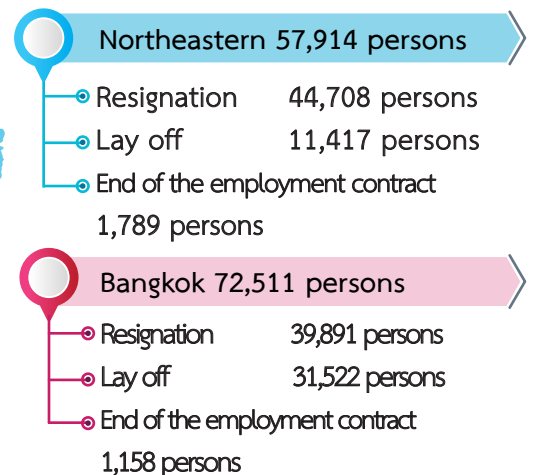 Northeastern 57,914 persons
Resignation 44,708 persons
Lay off 11,417 persons
End of the employment contract
1,789 persons
Bangkok 72,511 persons
Resignation 39,891 persons
Lay off 31,522 persons
End of the employment contract
1,158 persons